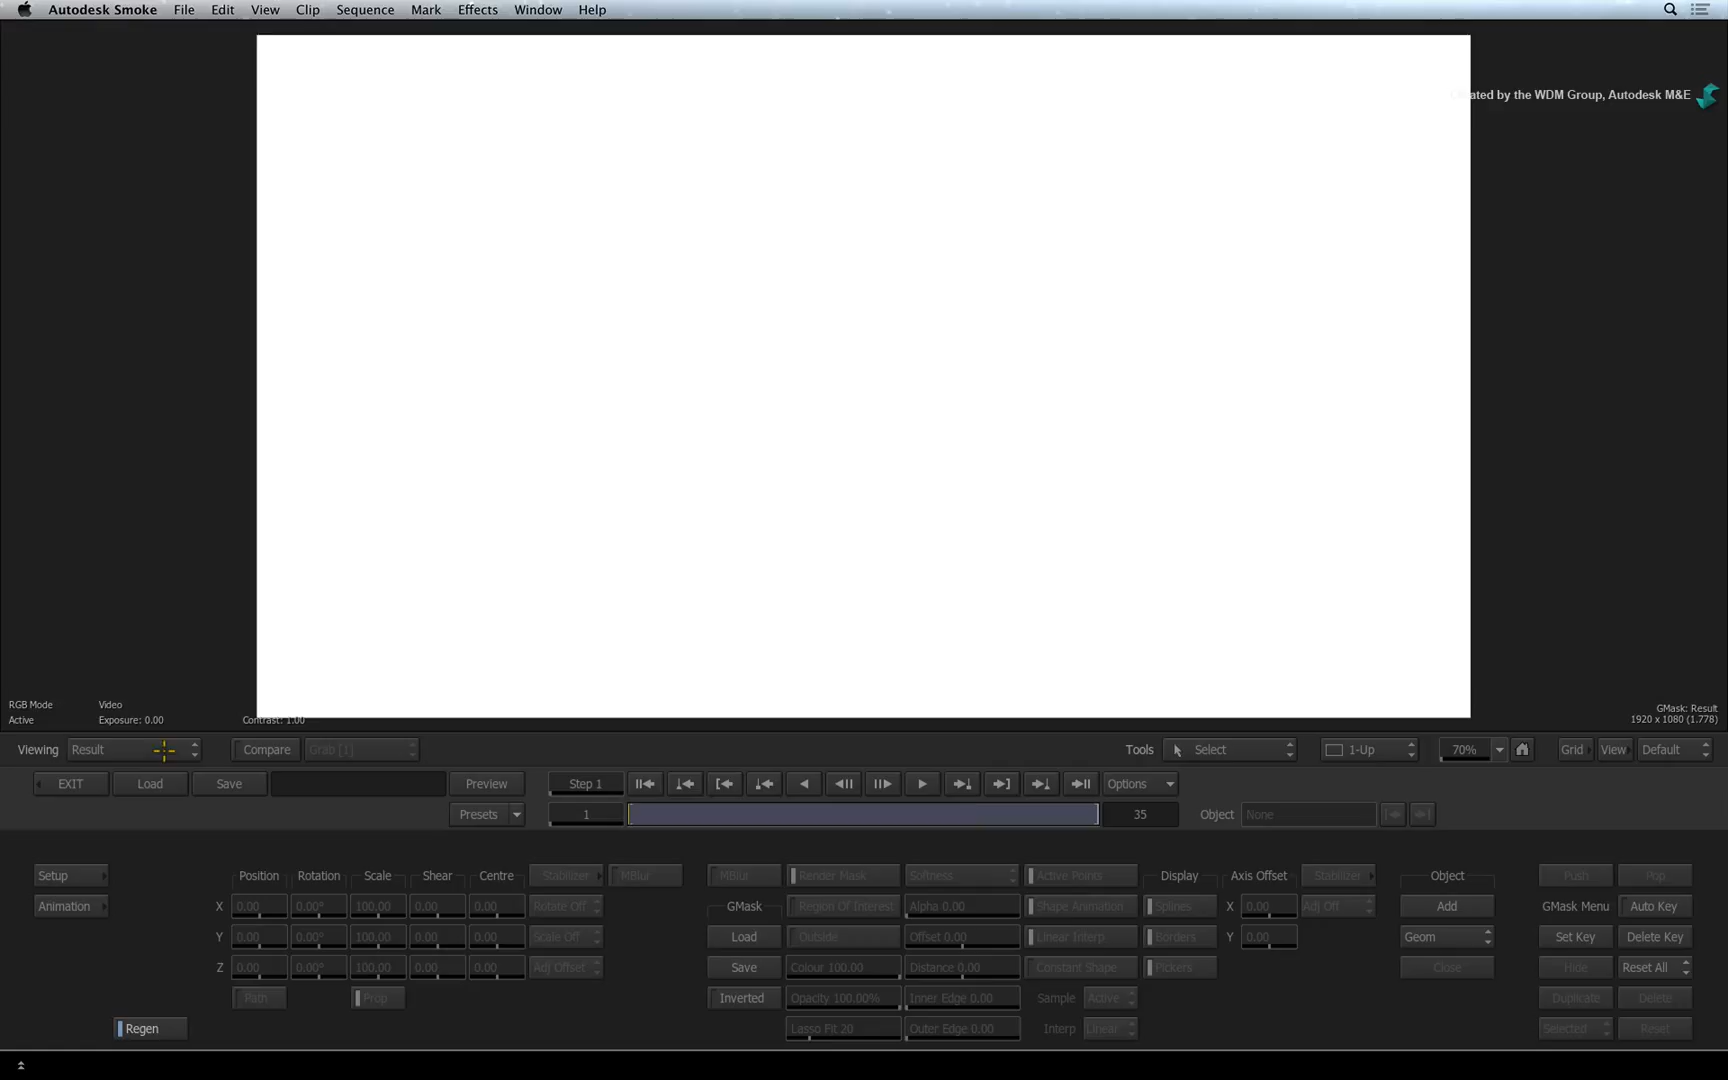 Autodesk Smoke File Edit View Clip Sequence Mark Effects Window Help
ated by the WDM Group, Autodesk M&E
RGB Mode Video
Active Exposure: 0.00 Contrast: 1.00
GMask: Result
1920 x 1080 (1.778)
Viewing Result Compare Grab [1] Tools Select 1-Up 70% Grid View Default
EXIT Load Save Preview Step 1 Options
Presets 1 35 Object None
Setup Position Rotation Scale Shear Centre Stabilizer MBlur MBlur Render Mask Softness Active Points Display Axis Offset Stabilizer Object Push Pop
Animation X 0.00 0.00° 100.00 0.00 0.00 Rotate Off GMask Region Of Interest Alpha 0.00 Shape Animation Splines X 0.00 Adj Off Add GMask Menu Auto Key
Y 0.00 0.00° 100.00 0.00 0.00 Scale Off Load Outside Offset 0.00 Linear Interp Borders Y 0.00 Geom Set Key Delete Key
Z 0.00 0.00° 100.00 0.00 0.00 Adj Offset Save Colour 100.00 Distance 0.00 Constant Shape Pickers Close Hide Reset All
Path Prop Inverted Opacity 100.00% Inner Edge 0.00 Sample Active Duplicate Delete
Regen Lasso Fit 20 Outer Edge 0.00 Interp Linear Selected Reset